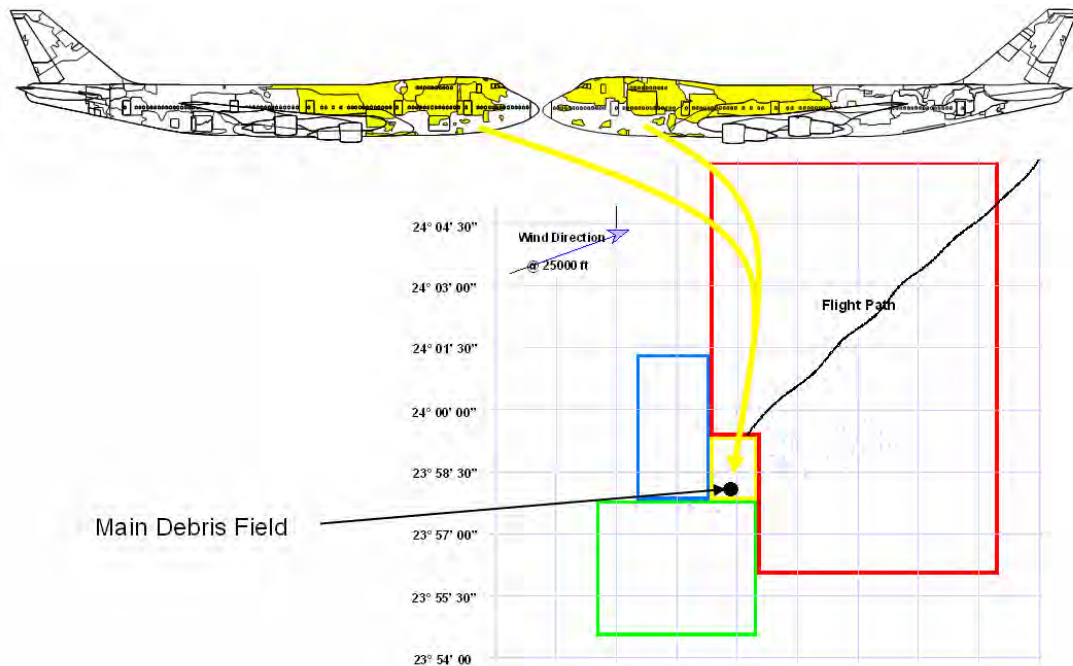 24° 04' 30"
Wind Direction
@ 25000 ft
24° 03' 00"
Flight Path
24° 01' 30"
24° 00' 00"
23° 58' 30"
Main Debris Field
23° 57' 00"
23° 55' 30"
23° 54' 00